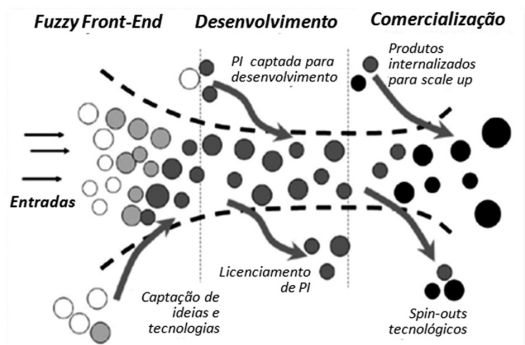 Fuzzy Front-End
Desenvolvimento
Comercialização
PI captada para
desenvolvimento
Produtos
internalizados
para scale up
Entradas
Captação de
ideias e
tecnologias
Licenciamento
de PI
Spin-outs
tecnológicos